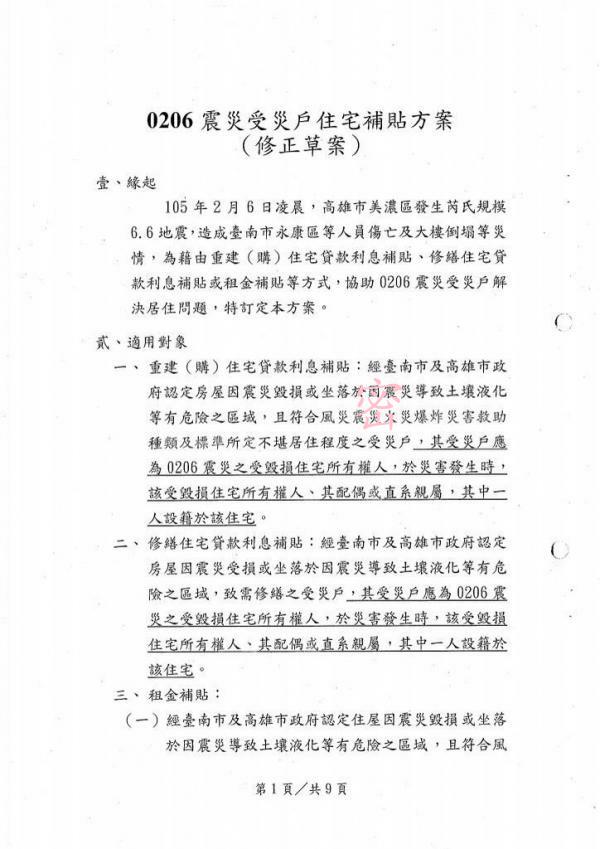 0206 震災受災戶住宅補貼方案
（修正草案）
壹、緣起
105 年 2 月 6 日凌晨，高雄市美濃區發生芮氏規模
6.6 地震，造成臺南市永康區等人員傷亡及大樓倒塌等災
情，為藉由重建（購）住宅貸款利息補貼、修繕住宅貸
款利息補貼或租金補貼等方式，協助 0206 震災受災戶解
決居住問題，特訂定本方案。
貳、適用對象
一、重建（購）住宅貸款利息補貼：經臺南市及高雄市政
府認定房屋因震災毀損或坐落於因震災導致土壤液化
等有危險之區域，且符合風災震災火災爆炸災害救助
種類及標準所定不堪居住程度之受災戶，其受災戶應
為 0206 震災之受毀損住宅所有權人，於災害發生時，
該受毀損住宅所有權人、其配偶或直系親屬，其中一
人設籍於該住宅。
二、修繕住宅貸款利息補貼：經臺南市及高雄市政府認定
房屋因震災受損或坐落於因震災導致土壤液化等有危
險之區域，致需修繕之受災戶，其受災戶應為 0206 震
災之受毀損住宅所有權人，於災害發生時，該受毀損
住宅所有權人、其配偶或直系親屬，其中一人設籍於
該住宅。
三、租金補貼：
（一）經臺南市及高雄市政府認定住屋因震災毀損或坐落
於因震災導致土壤液化等有危險之區域，且符合風
密
第 1 頁／共 9 頁